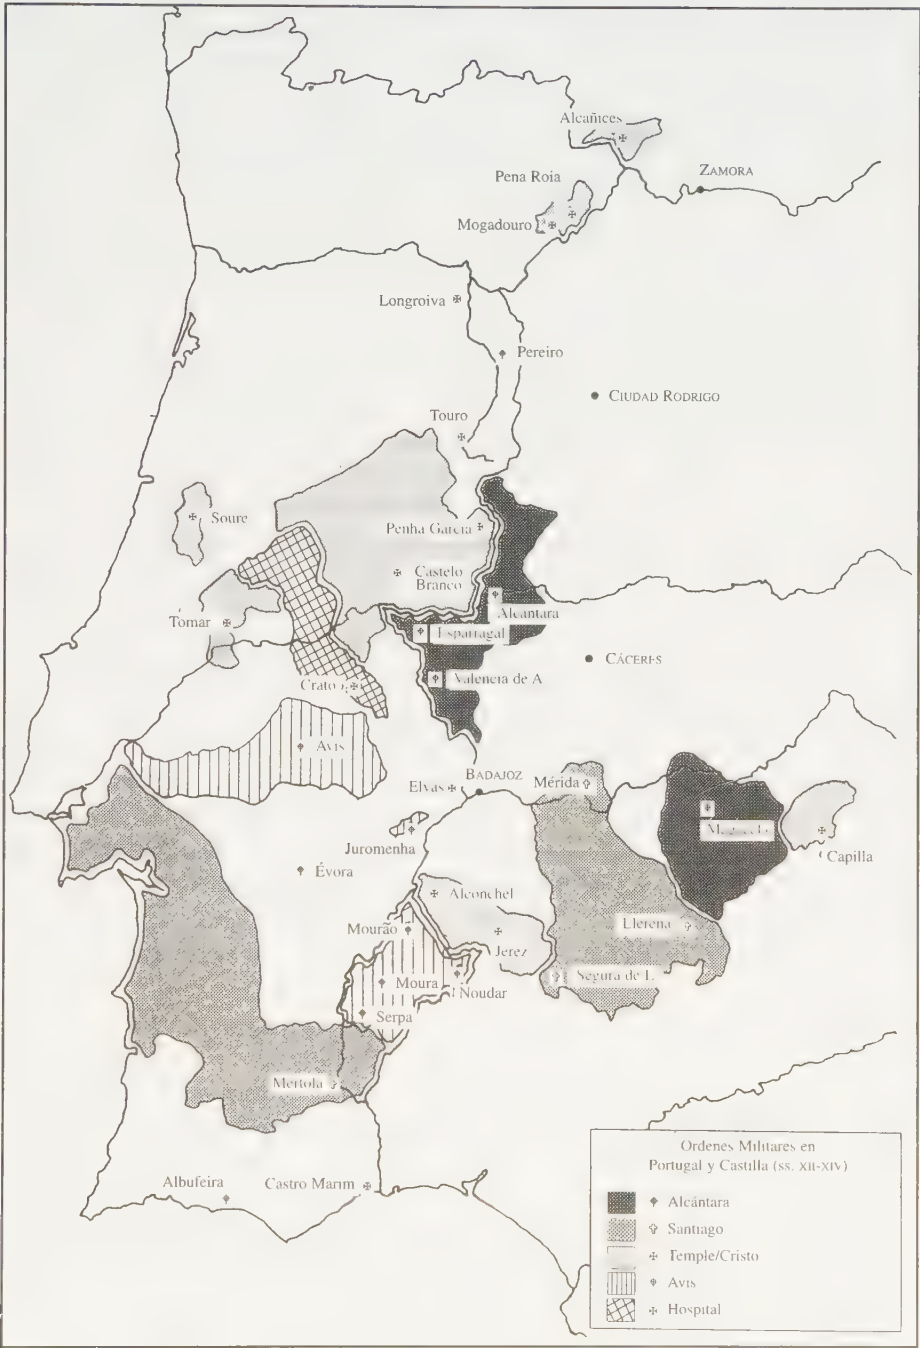 Alcañices
ZAMORA
Pena Roia
Mogadouro
Longroiva
Pereiro
CIUDAD RODRIGO
Touro
Soure
Penha García
Castelo
Branco
Alcántara
Tomar
Esparragal
CÁCERES
Crato
Valencia de A
AVIS
BADAJOZ
Elvas
Mérida
Juromenha
Capilla
Évora
Alconchel
Mourão
Llerena
Jerez
Segura de L.
Moura
Noudar
Serpa
Mertola
Albufeira
Castro Marim
Ordenes Militares en
Portugal y Castilla (ss. XII-XIV)
Alcántara
Santiago
Temple/Cristo
Avis
Hospital